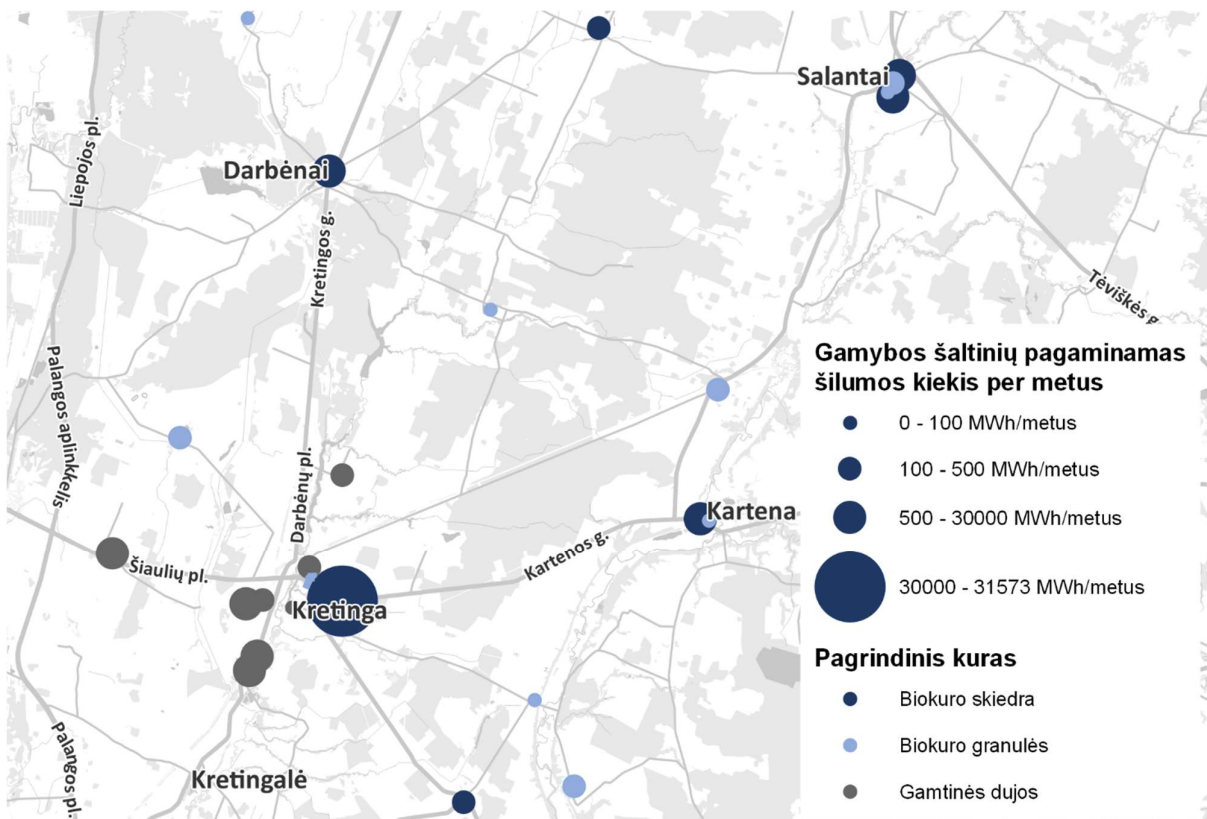 Salantai
Liepojos pl.
Darbėnai
Kretingos g.
Tėviškės g.
Palangos aplinkkelis
Darbėnų pl.
Kartena
Šiaulių pl.
Kartenos g.
Kretinga
Kretingalė
Palangos pl.
Gamybos šaltinių pagaminamas
šilumos kiekis per metus
0 - 100 MWh/metus
100 - 500 MWh/metus
500 - 30000 MWh/metus
30000 - 31573 MWh/metus
Pagrindinis kuras
Biokuro skiedra
Biokuro granulės
Gamtinės dujos